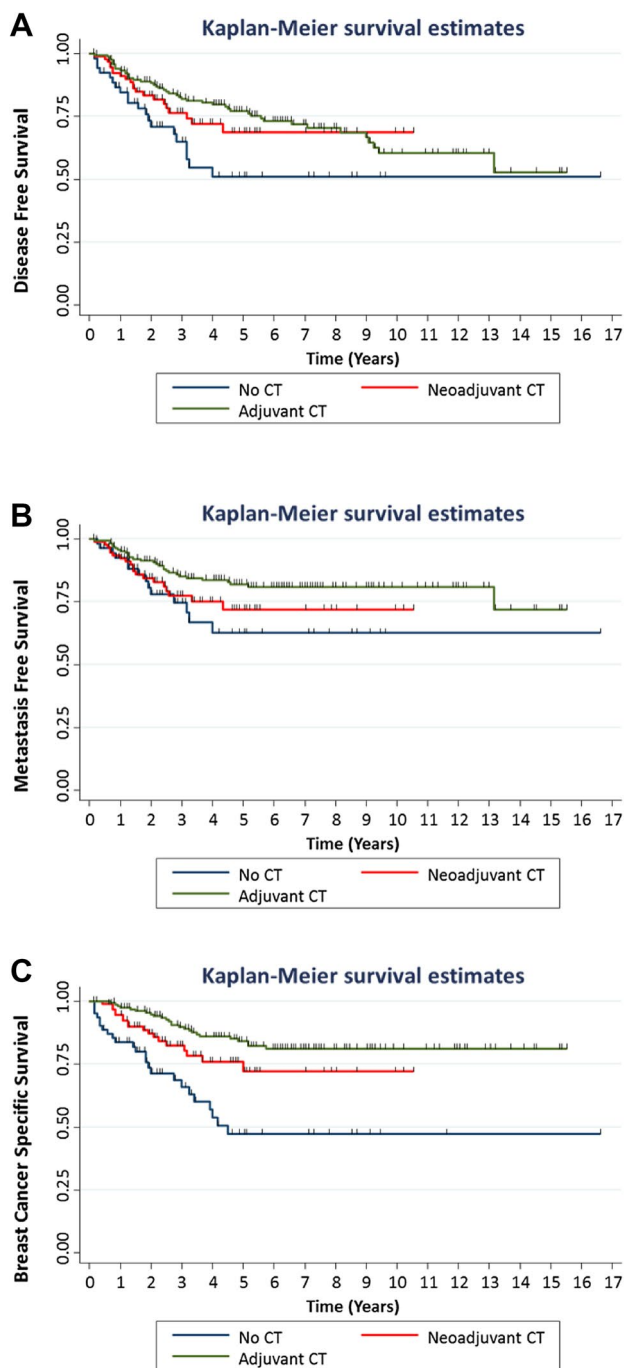 A
Kaplan-Meier survival estimates
Disease Free Survival
1.00
0.75
0.50
0.25
0.00
0 1 2 3 4 5 6 7 8 9 10 11 12 13 14 15 16 17
Time (Years)
No CT Neoadjuvant CT
Adjuvant CT
B
Kaplan-Meier survival estimates
Metastasis Free Survival
1.00
0.75
0.50
0.25
0.00
0 1 2 3 4 5 6 7 8 9 10 11 12 13 14 15 16 17
Time (Years)
No CT Neoadjuvant CT
Adjuvant CT
C
Kaplan-Meier survival estimates
Breast Cancer Specific Survival
1.00
0.75
0.50
0.25
0.00
0 1 2 3 4 5 6 7 8 9 10 11 12 13 14 15 16 17
Time (Years)
No CT Neoadjuvant CT
Adjuvant CT